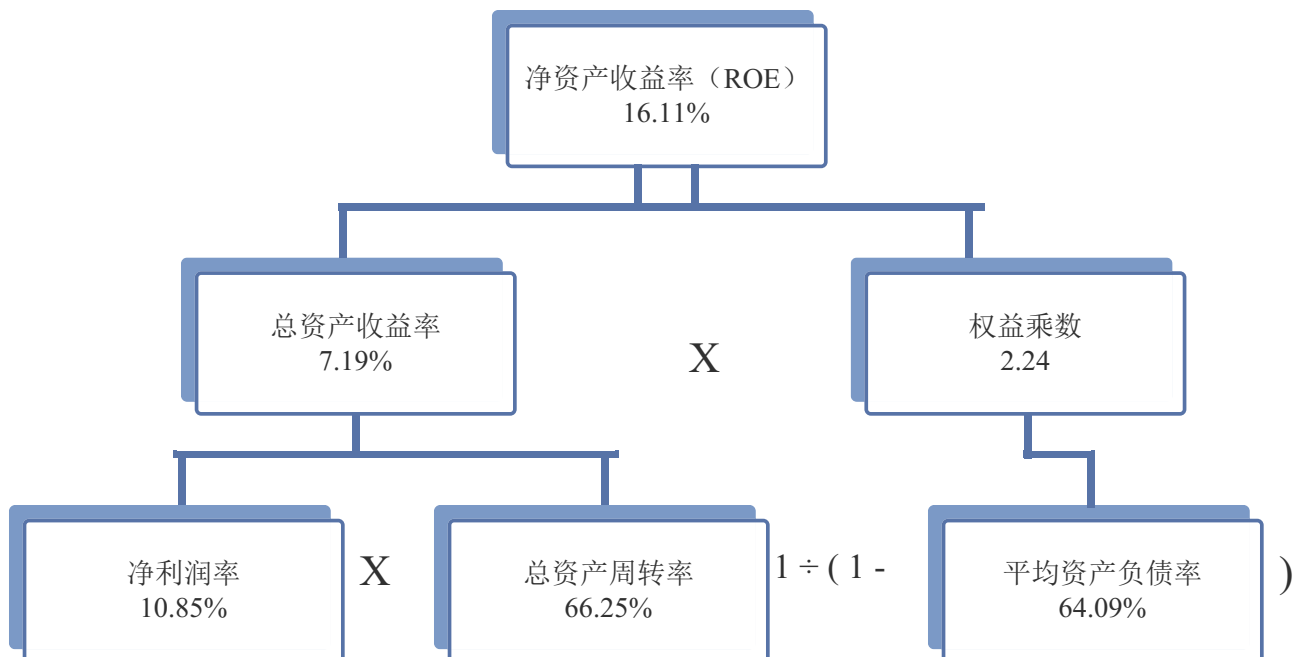 净资产收益率（ROE）
16.11%
总资产收益率
7.19%
X
权益乘数
2.24
净利润率
10.85%
X
总资产周转率
66.25%
1 ÷ ( 1 -
平均资产负债率
64.09%
)